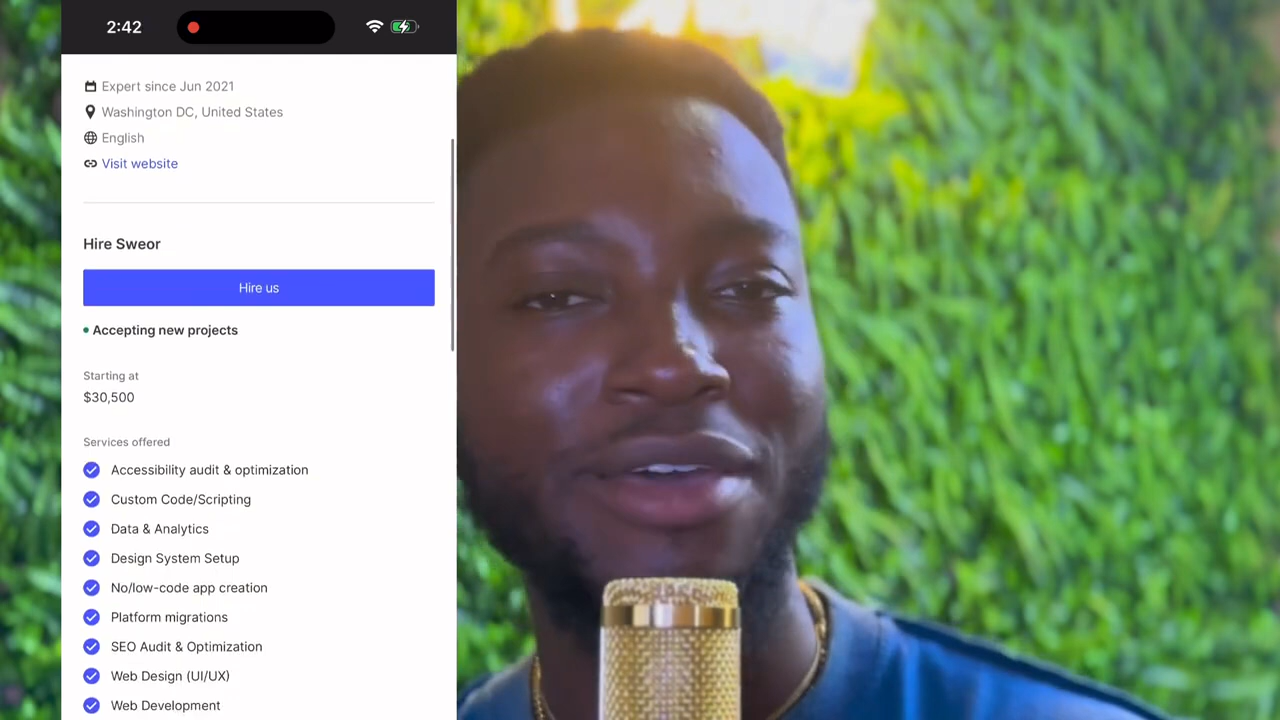 2:42
Expert since Jun 2021
Washington DC, United States
English
Visit website
Hire Sweor
Hire us
Accepting new projects
Starting at
$30,500
Services offered
Accessibility audit & optimization
Custom Code/Scripting
Data & Analytics
Design System Setup
No/low-code app creation
Platform migrations
SEO Audit & Optimization
Web Design (UI/UX)
Web Development